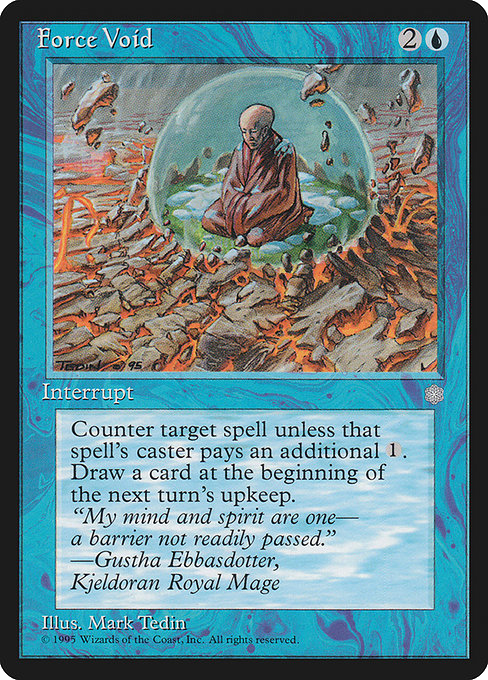 Force Void
2
TEDIN © 95
Interrupt
Counter target spell unless that
spell's caster pays an additional 1.
Draw a card at the beginning of
the next turn's upkeep.
“My mind and spirit are one—
a barrier not readily passed.”
—Gustha Ebbasdotter,
Kjeldoran Royal Mage
Illus. Mark Tedin
© 1995 Wizards of the Coast, Inc. All rights reserved.